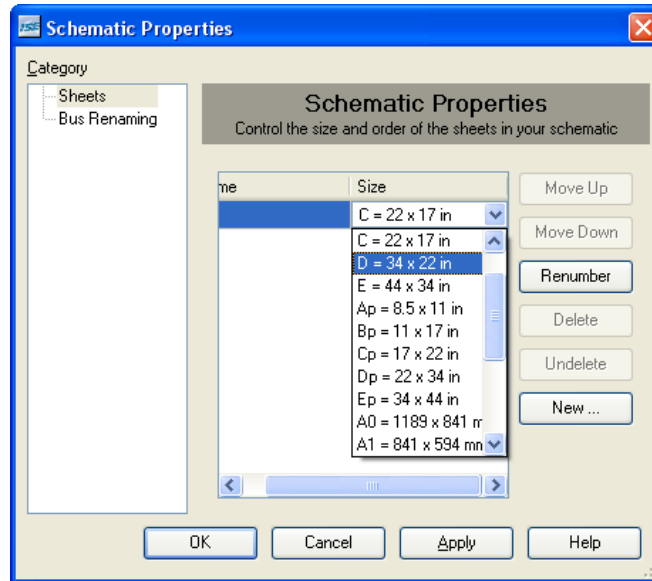 ISE Schematic Properties
Category
Sheets
Bus Renaming
Schematic Properties
Control the size and order of the sheets in your schematic
me Size
C = 22 x 17 in
C = 22 x 17 in
D = 34 x 22 in
E = 44 x 34 in
Ap = 8.5 x 11 in
Bp = 11 x 17 in
Cp = 17 x 22 in
Dp = 22 x 34 in
Ep = 34 x 44 in
A0 = 1189 x 841 m
A1 = 841 x 594 mn
Move Up
Move Down
Renumber
Delete
Undelete
New ...
OK Cancel Apply Help